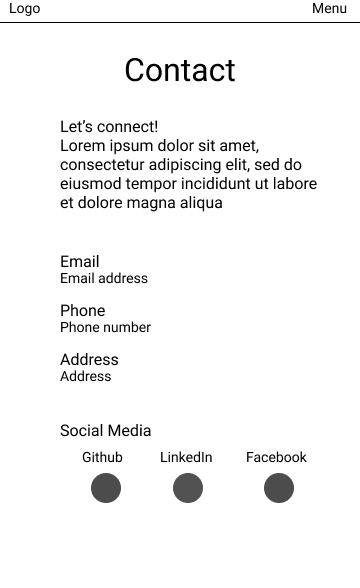 Logo
Menu
Contact
Let’s connect!
Lorem ipsum dolor sit amet,
consectetur adipiscing elit, sed do
eiusmod tempor incididunt ut labore
et dolore magna aliqua
Email
Email address
Phone
Phone number
Address
Address
Social Media
Github
LinkedIn
Facebook